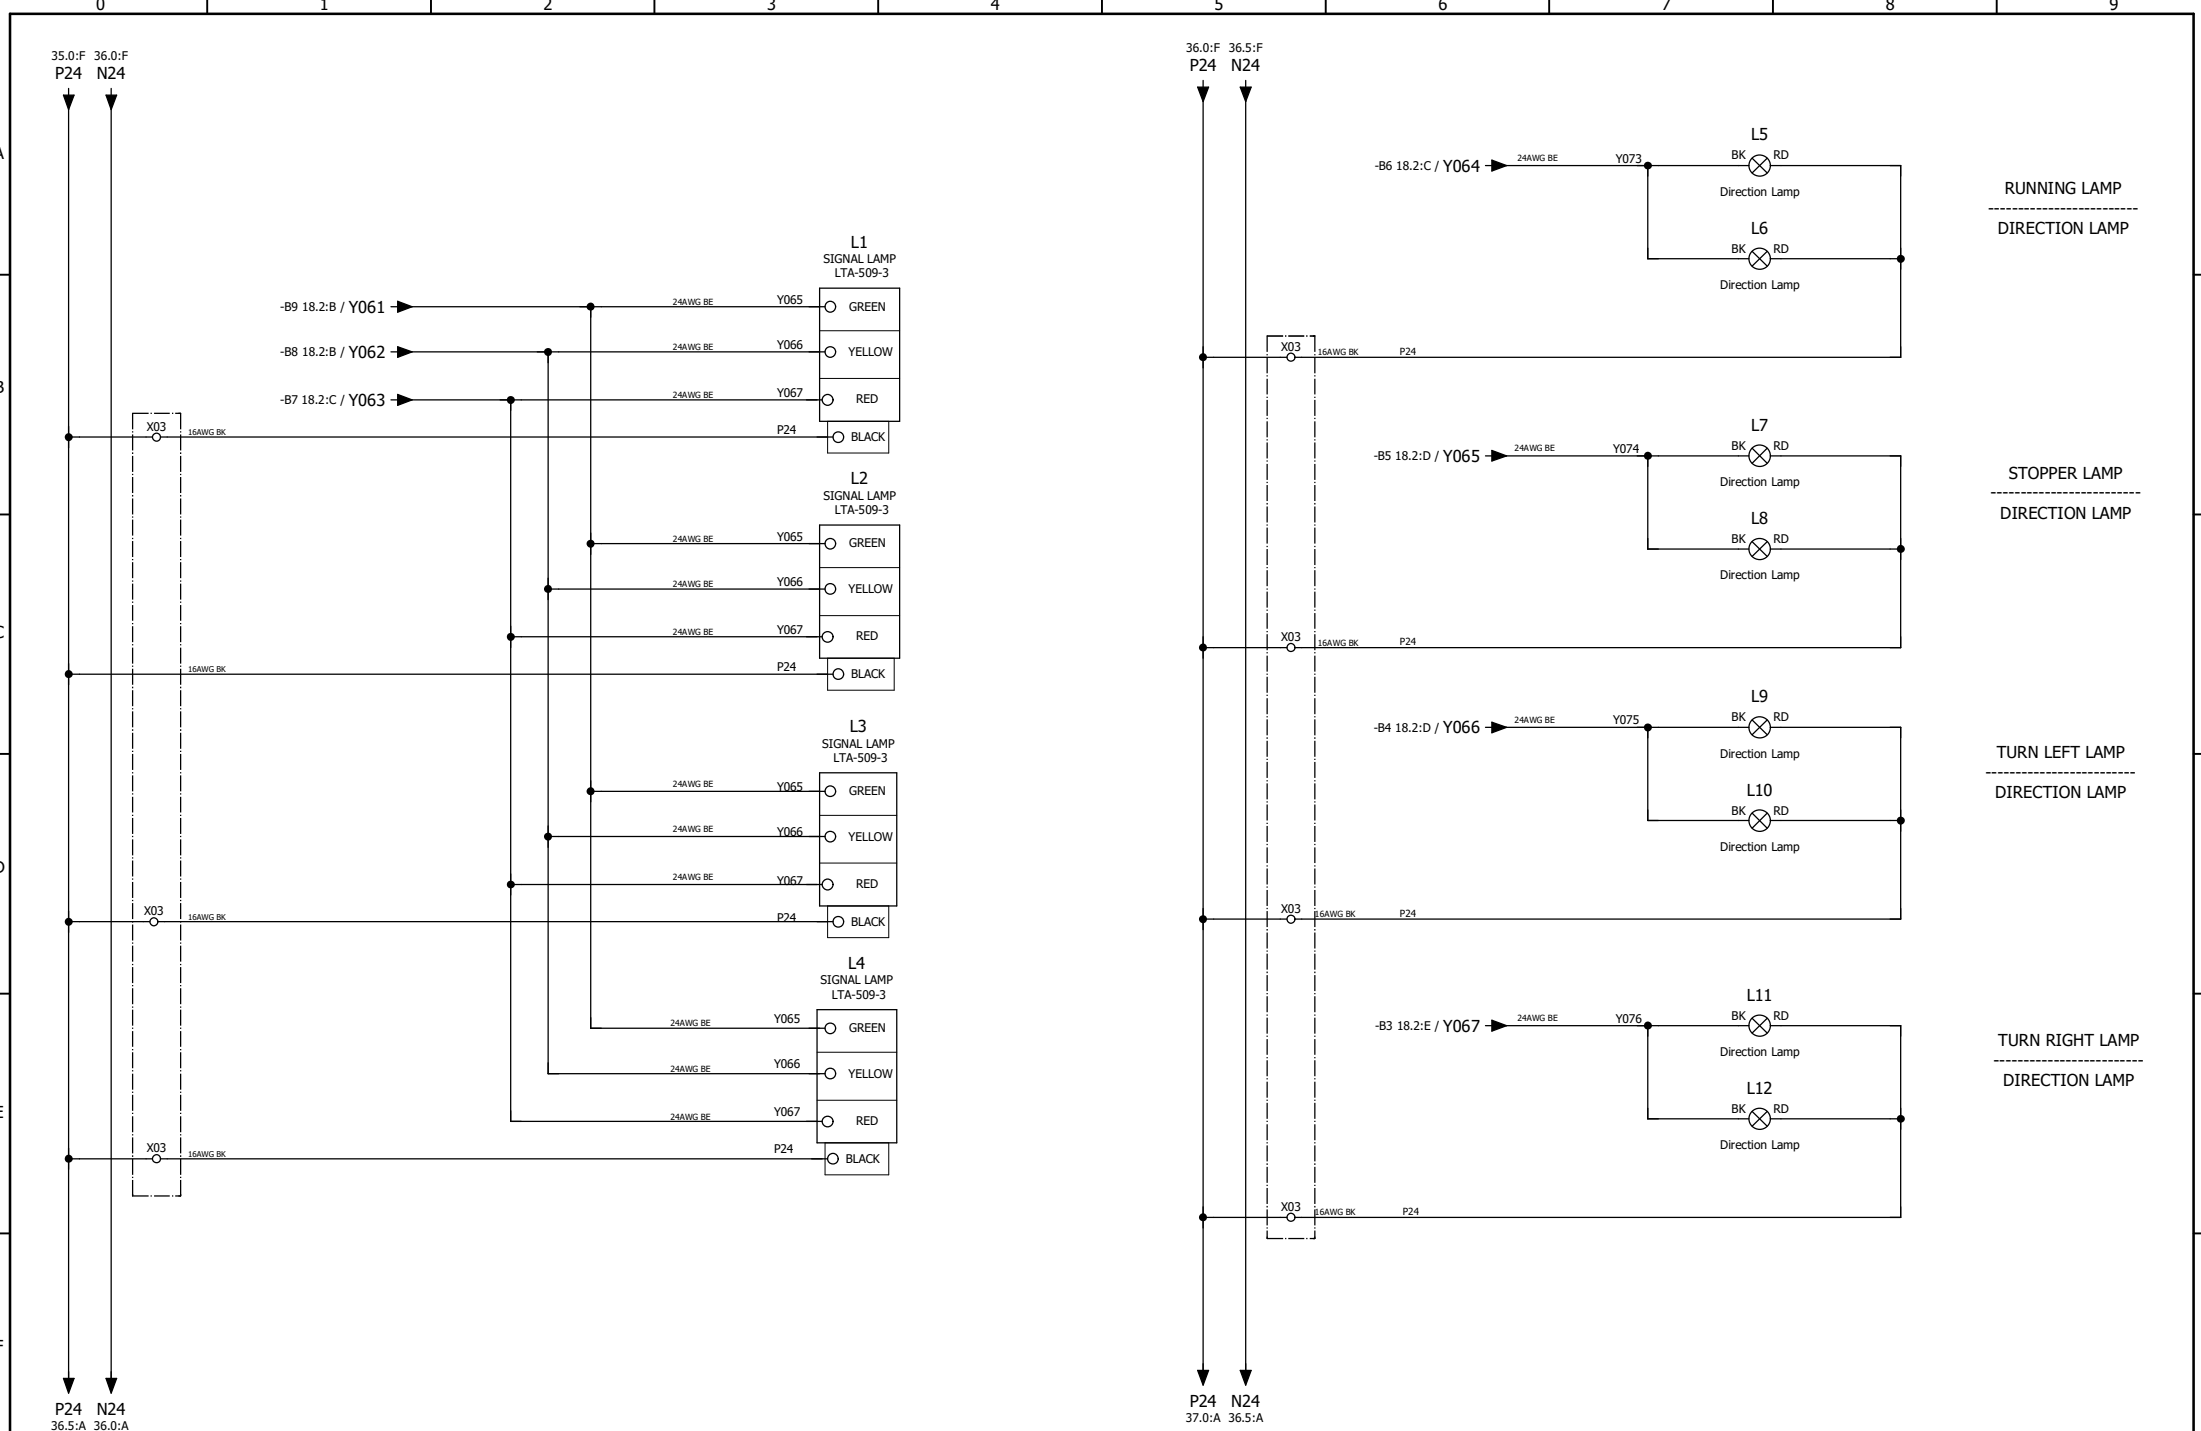 0 1 2 3 4 5 6 7 8 9
35.0:F 36.0:F
P24 N24
A
L1
SIGNAL LAMP
LTA-509-3
-B9 18.2:B / Y061 24AWG BE Y065 GREEN
-B8 18.2:B / Y062 24AWG BE Y066 YELLOW
B
-B7 18.2:C / Y063 24AWG BE Y067 RED
X03 16AWG BK P24 BLACK
L2
SIGNAL LAMP
LTA-509-3
24AWG BE Y065 GREEN
24AWG BE Y066 YELLOW
C
24AWG BE Y067 RED
16AWG BK P24 BLACK
L3
SIGNAL LAMP
LTA-509-3
24AWG BE Y065 GREEN
24AWG BE Y066 YELLOW
D
24AWG BE Y067 RED
X03 16AWG BK P24 BLACK
L4
SIGNAL LAMP
LTA-509-3
24AWG BE Y065 GREEN
24AWG BE Y066 YELLOW
E
24AWG BE Y067 RED
X03 16AWG BK P24 BLACK
F
P24 N24
36.5:A 36.0:A
36.0:F 36.5:F
P24 N24
L5
-B6 18.2:C / Y064 24AWG BE Y073 BK RD
Direction Lamp
L6
BK RD
Direction Lamp
RUNNING LAMP
--------------------------
DIRECTION LAMP
X03 16AWG BK P24
L7
-B5 18.2:D / Y065 24AWG BE Y074 BK RD
Direction Lamp
L8
BK RD
Direction Lamp
STOPPER LAMP
--------------------------
DIRECTION LAMP
X03 16AWG BK P24
L9
-B4 18.2:D / Y066 24AWG BE Y075 BK RD
Direction Lamp
L10
BK RD
Direction Lamp
TURN LEFT LAMP
--------------------------
DIRECTION LAMP
X03 16AWG BK P24
L11
-B3 18.2:E / Y067 24AWG BE Y076 BK RD
Direction Lamp
L12
BK RD
Direction Lamp
TURN RIGHT LAMP
--------------------------
DIRECTION LAMP
X03 16AWG BK P24
P24 N24
37.0:A 36.5:A